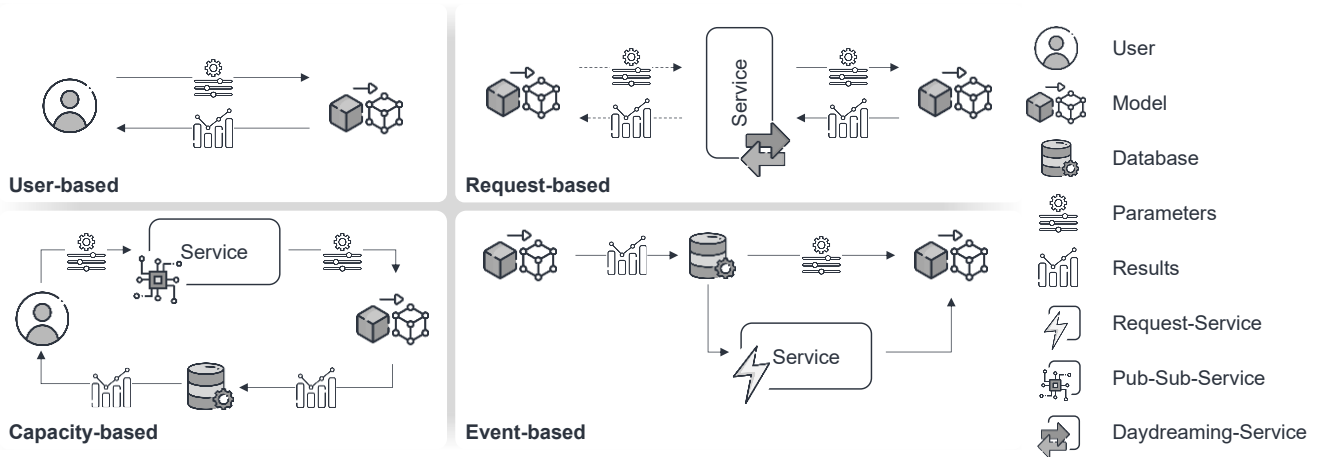 User-based
Service
Request-based
Service
Capacity-based
Service
Event-based
User
Model
Database
Parameters
Results
Request-Service
Pub-Sub-Service
Daydreaming-Service